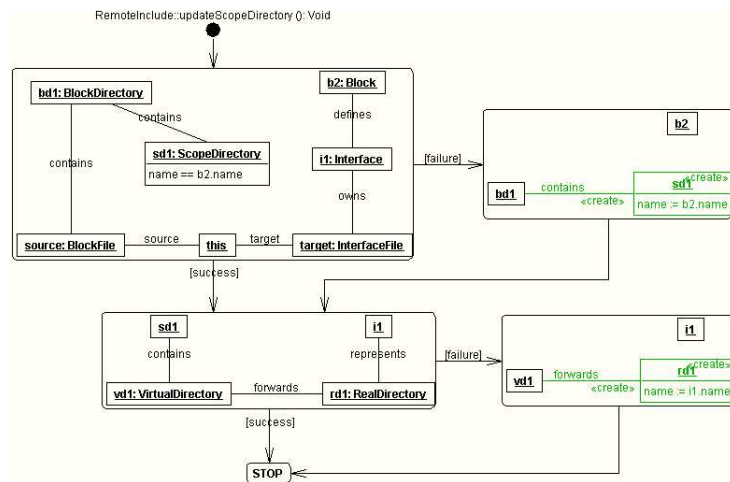 RemoteInclude::updateScopeDirectory (): Void
bd1: BlockDirectory
b2: Block
contains
defines
contains
sd1: ScopeDirectory
name == b2.name
i1: Interface
owns
source: BlockFile
source
this
target
target: InterfaceFile
[failure]
b2
bd1
contains
«create»
«create»
sd1
name := b2.name
[success]
sd1
i1
contains
represents
vd1: VirtualDirectory
forwards
rd1: RealDirectory
[failure]
i1
vd1
forwards
«create»
«create»
rd1
name := i1.name
[success]
STOP